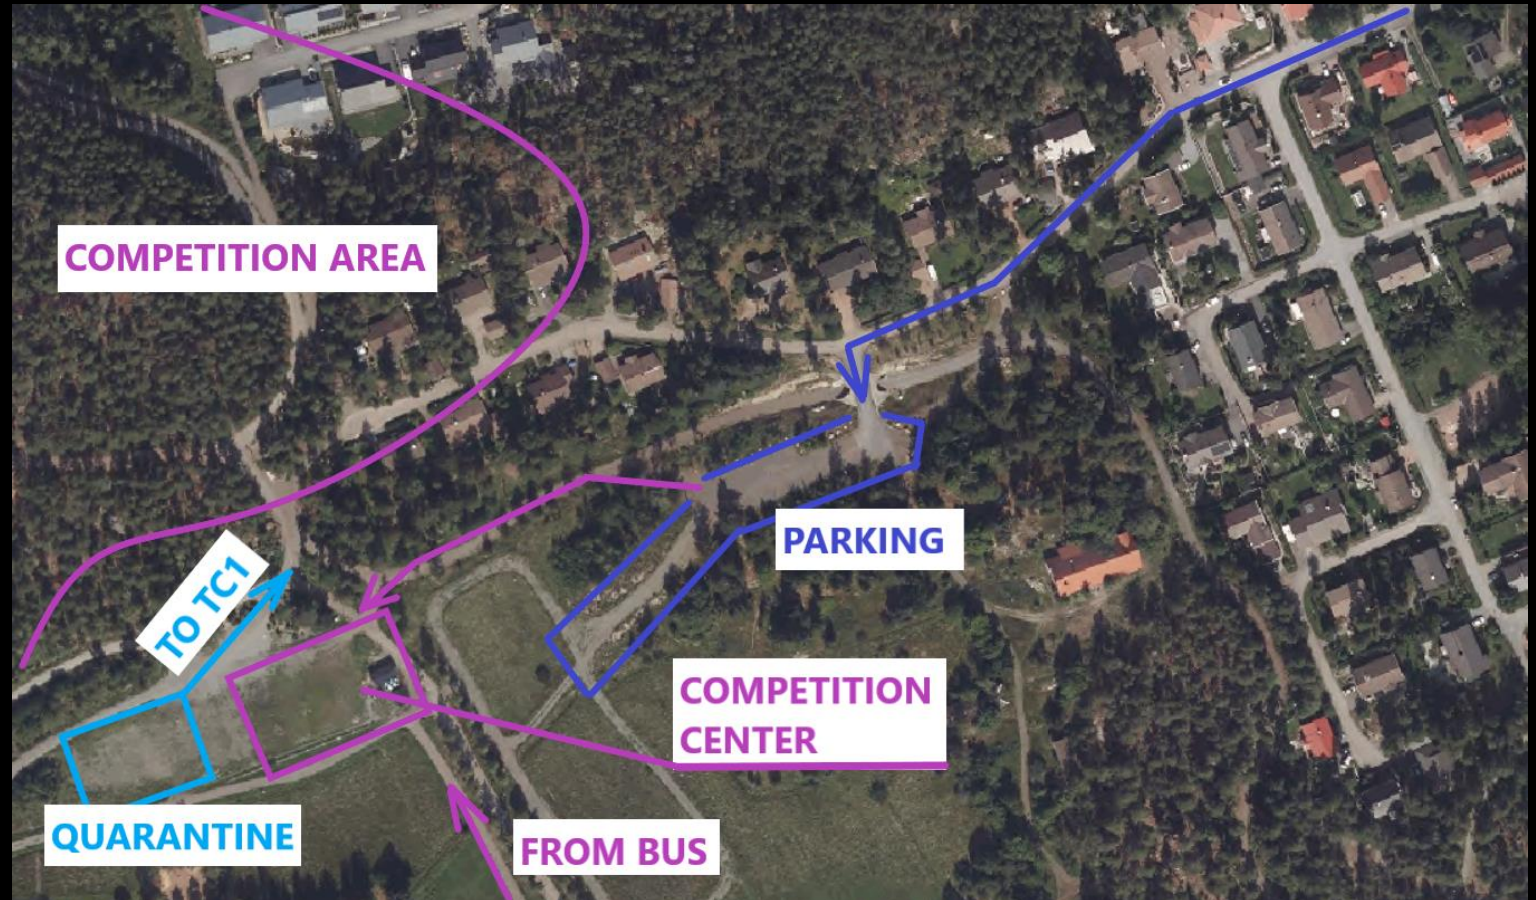 COMPETITION AREA
PARKING
TO TC1
COMPETITION
CENTER
QUARANTINE
FROM BUS